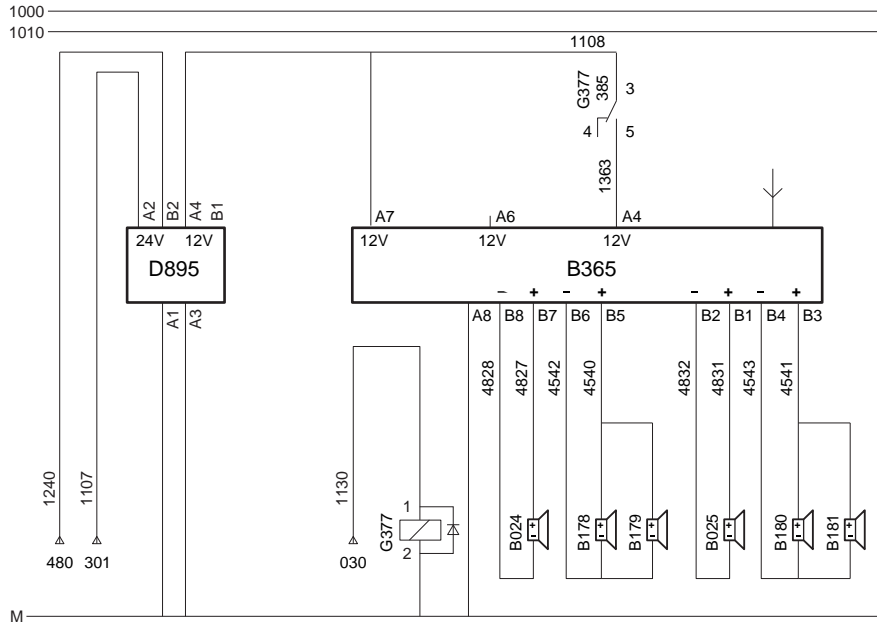 1000
1010
1108
G377
385
3
4
5
1363
A2
B2
A4
B1
A7
A6
A4
24V
12V
12V
12V
12V
D895
B365
- + - + - + - +
A1
A3
A8
B8
B7
B6
B5
B2
B1
B4
B3
4828
4827
4542
4540
4832
4831
4543
4541
1240
1107
1130
1
G377
2
B024
+
-
B178
+
-
B179
+
-
B025
+
-
B180
+
-
B181
+
-
480
301
030
M